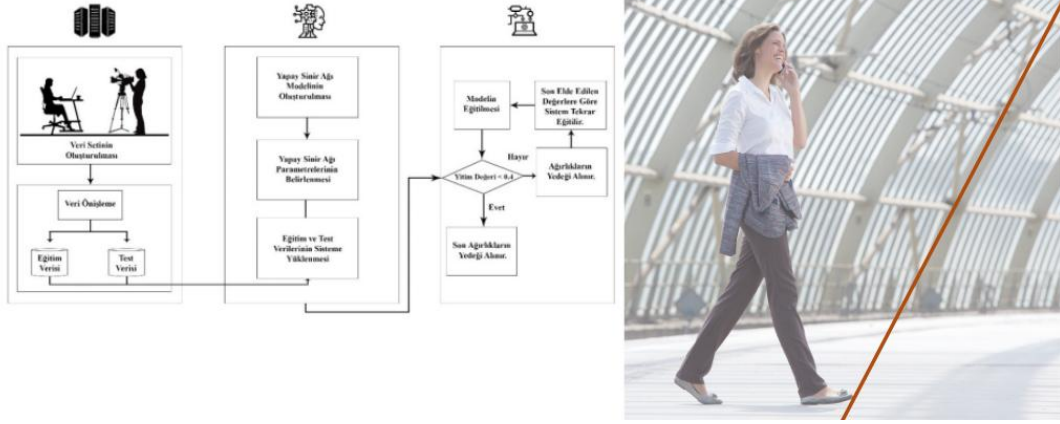 Veri Setinin
Oluşturulması
Veri Önişleme
Eğitim
Verisi
Test
Verisi
Yapay Sinir Ağı
Modelinin
Oluşturulması
Yapay Sinir Ağı
Parametrelerinin
Belirlenmesi
Eğitim ve Test
Verilerinin Sisteme
Yüklenmesi
Modelin
Eğitilmesi
Son Elde Edilen
Değerlere Göre
Sistem Tekrar
Eğitilir.
Yitim Değeri < 0.4
Hayır
Ağırlıkların
Yedeği Alınır.
Evet
Son Ağırlıkların
Yedeği Alınır.